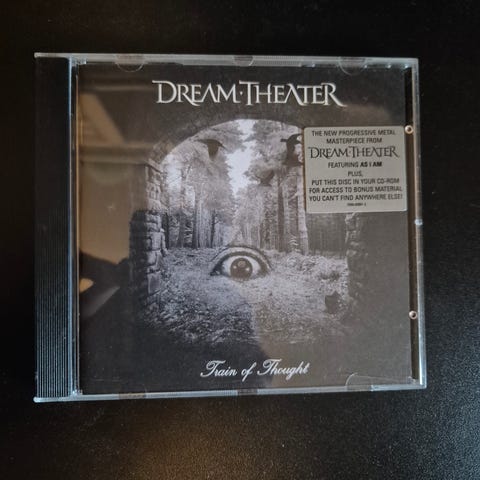 DREAM·THEATER
THE NEW PROGRESSIVE METAL
MASTERPIECE FROM
DREAM·THEATER
FEATURING AS I AM
PLUS,
PUT THIS DISC IN YOUR CD-ROM
FOR ACCESS TO BONUS MATERIAL
YOU CAN'T FIND ANYWHERE ELSE!
Train of Thought